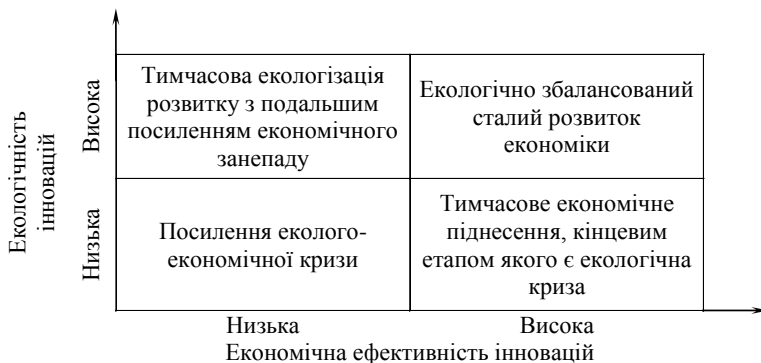 Екологічність
інновацій
Висока
Низька
Тимчасова екологізація
розвитку з подальшим
посиленням економічного
занепаду
Екологічно збалансований
сталий розвиток
економіки
Посилення еколого-
економічної кризи
Тимчасове економічне
піднесення, кінцевим
етапом якого є екологічна
криза
Низька
Висока
Економічна ефективність інновацій